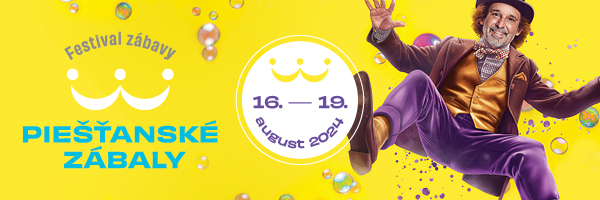 Festival zábavy
PIEŠŤANSKÉ
ZÁBALY
16. — 19.
august 2024